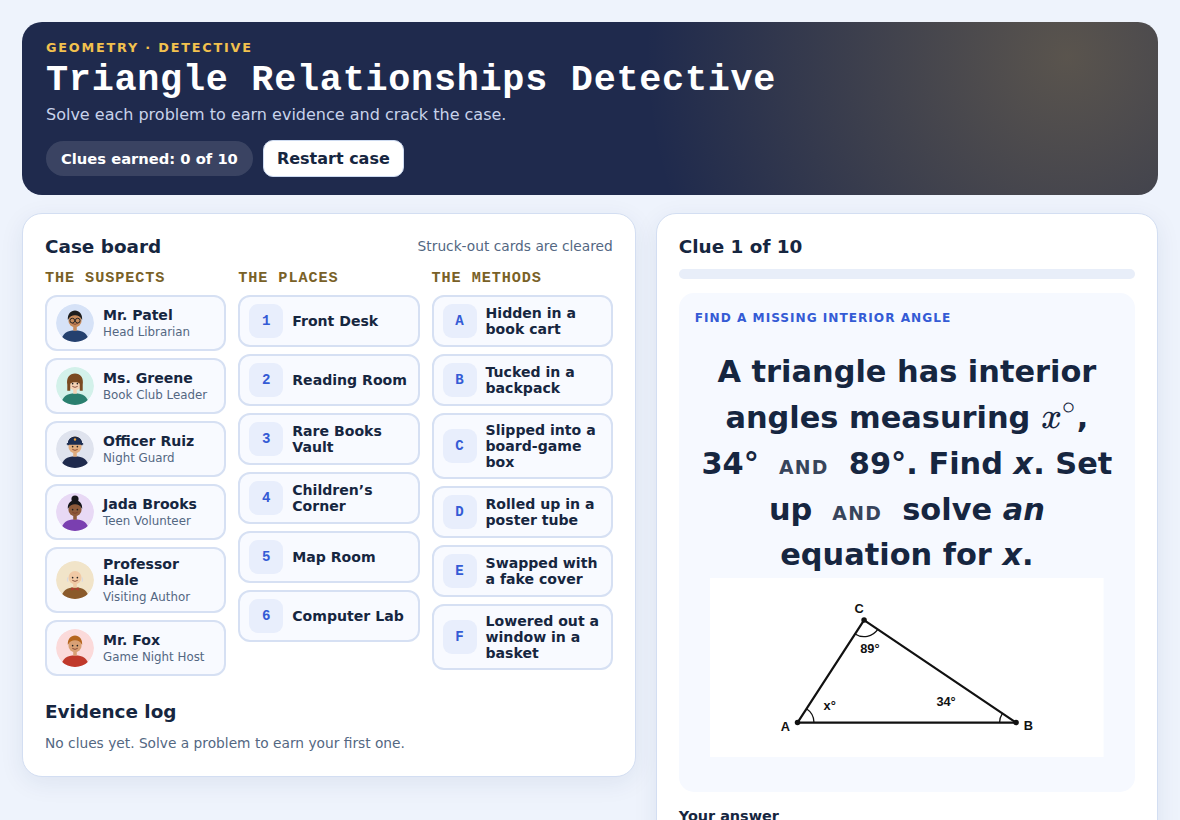 GEOMETRY · DETECTIVE
Triangle Relationships Detective
Solve each problem to earn evidence and crack the case.
Clues earned: 0 of 10
Restart case
Case board
Struck-out cards are cleared
THE SUSPECTS
Mr. Patel
Head Librarian
Ms. Greene
Book Club Leader
Officer Ruiz
Night Guard
Jada Brooks
Teen Volunteer
Professor
Hale
Visiting Author
Mr. Fox
Game Night Host
THE PLACES
1
Front Desk
2
Reading Room
3
Rare Books
Vault
4
Children’s
Corner
5
Map Room
6
Computer Lab
THE METHODS
A
Hidden in a
book cart
B
Tucked in a
backpack
C
Slipped into a
board-game
box
D
Rolled up in a
poster tube
E
Swapped with
a fake cover
F
Lowered out a
window in a
basket
Evidence log
No clues yet. Solve a problem to earn your first one.
Clue 1 of 10
FIND A MISSING INTERIOR ANGLE
A triangle has interior
angles measuring x°,
34° AND 89°. Find x. Set
up AND solve an
equation for x.
C
89°
x°
34°
A
B
Your answer